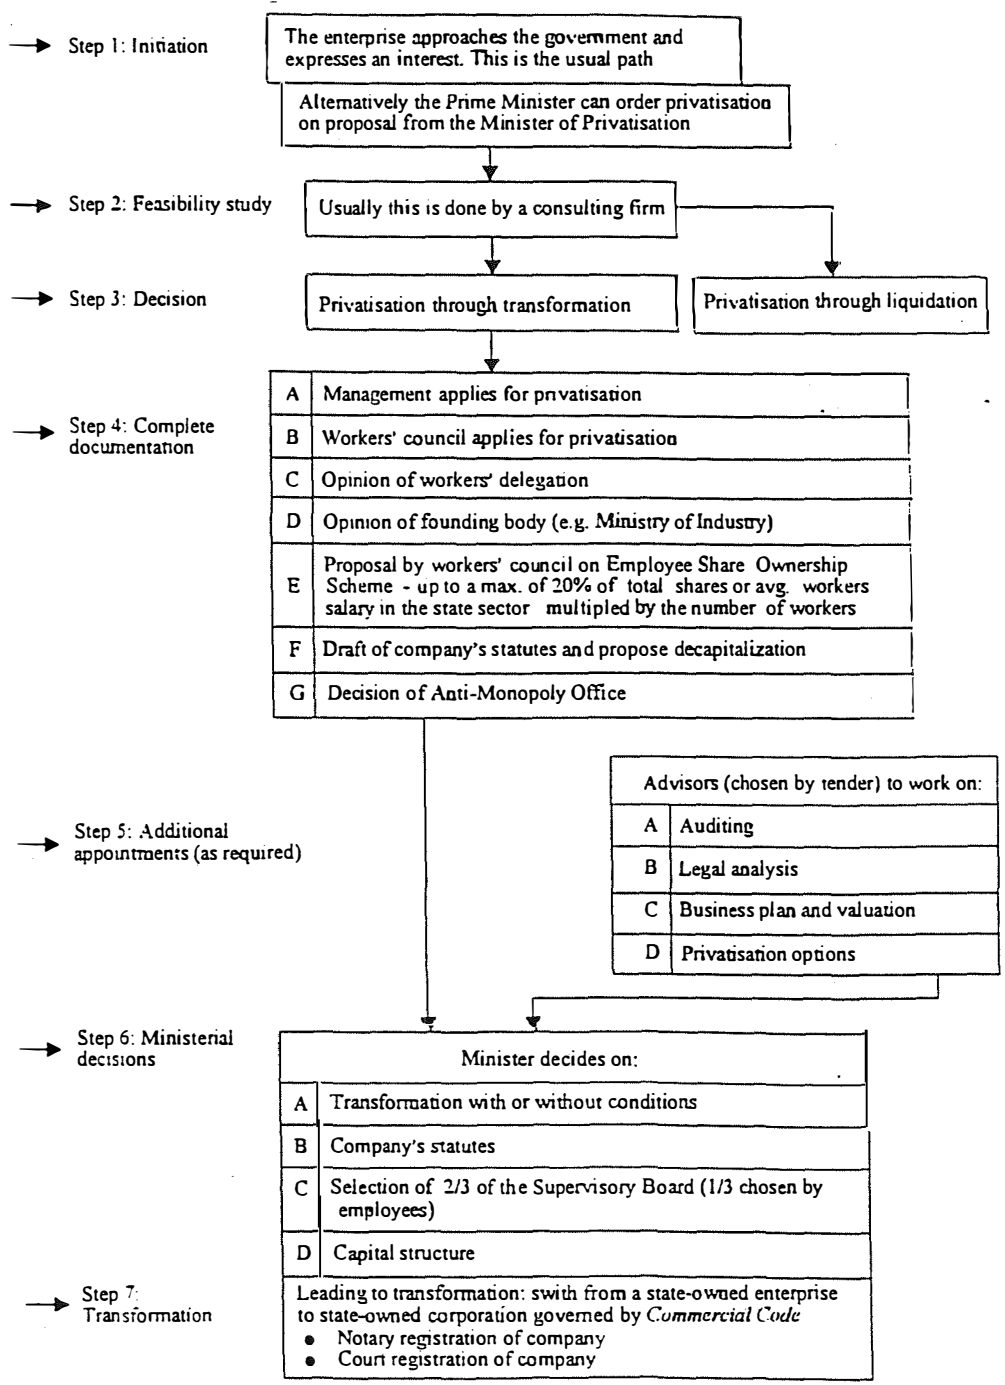 Step 1: Initiation
The enterprise approaches the government and
expresses an interest. This is the usual path
Alternatively the Prime Minister can order privatisation
on proposal from the Minister of Privatisation
Step 2: Feasibility study
Usually this is done by a consulting firm
Step 3: Decision
Privatisation through transformation
Privatisation through liquidation
Step 4: Complete
documentation
A Management applies for privatisation
B Workers' council applies for privatisation
C Opinion of workers' delegation
D Opinion of founding body (e.g. Ministry of Industry)
E Proposal by workers' council on Employee Share Ownership
Scheme - up to a max. of 20% of total shares or avg. workers
salary in the state sector multipled by the number of workers
F Draft of company's statutes and propose decapitalization
G Decision of Anti-Monopoly Office
Step 5: Additional
appointments (as required)
Advisors (chosen by tender) to work on:
A Auditing
B Legal analysis
C Business plan and valuation
D Privatisation options
Step 6: Ministerial
decisions
Minister decides on:
A Transformation with or without conditions
B Company's statutes
C Selection of 2/3 of the Supervisory Board (1/3 chosen by
employees)
D Capital structure
Step 7:
Transformation
Leading to transformation: swith from a state-owned enterprise
to state-owned corporation governed by Commercial Code
• Notary registration of company
• Court registration of company